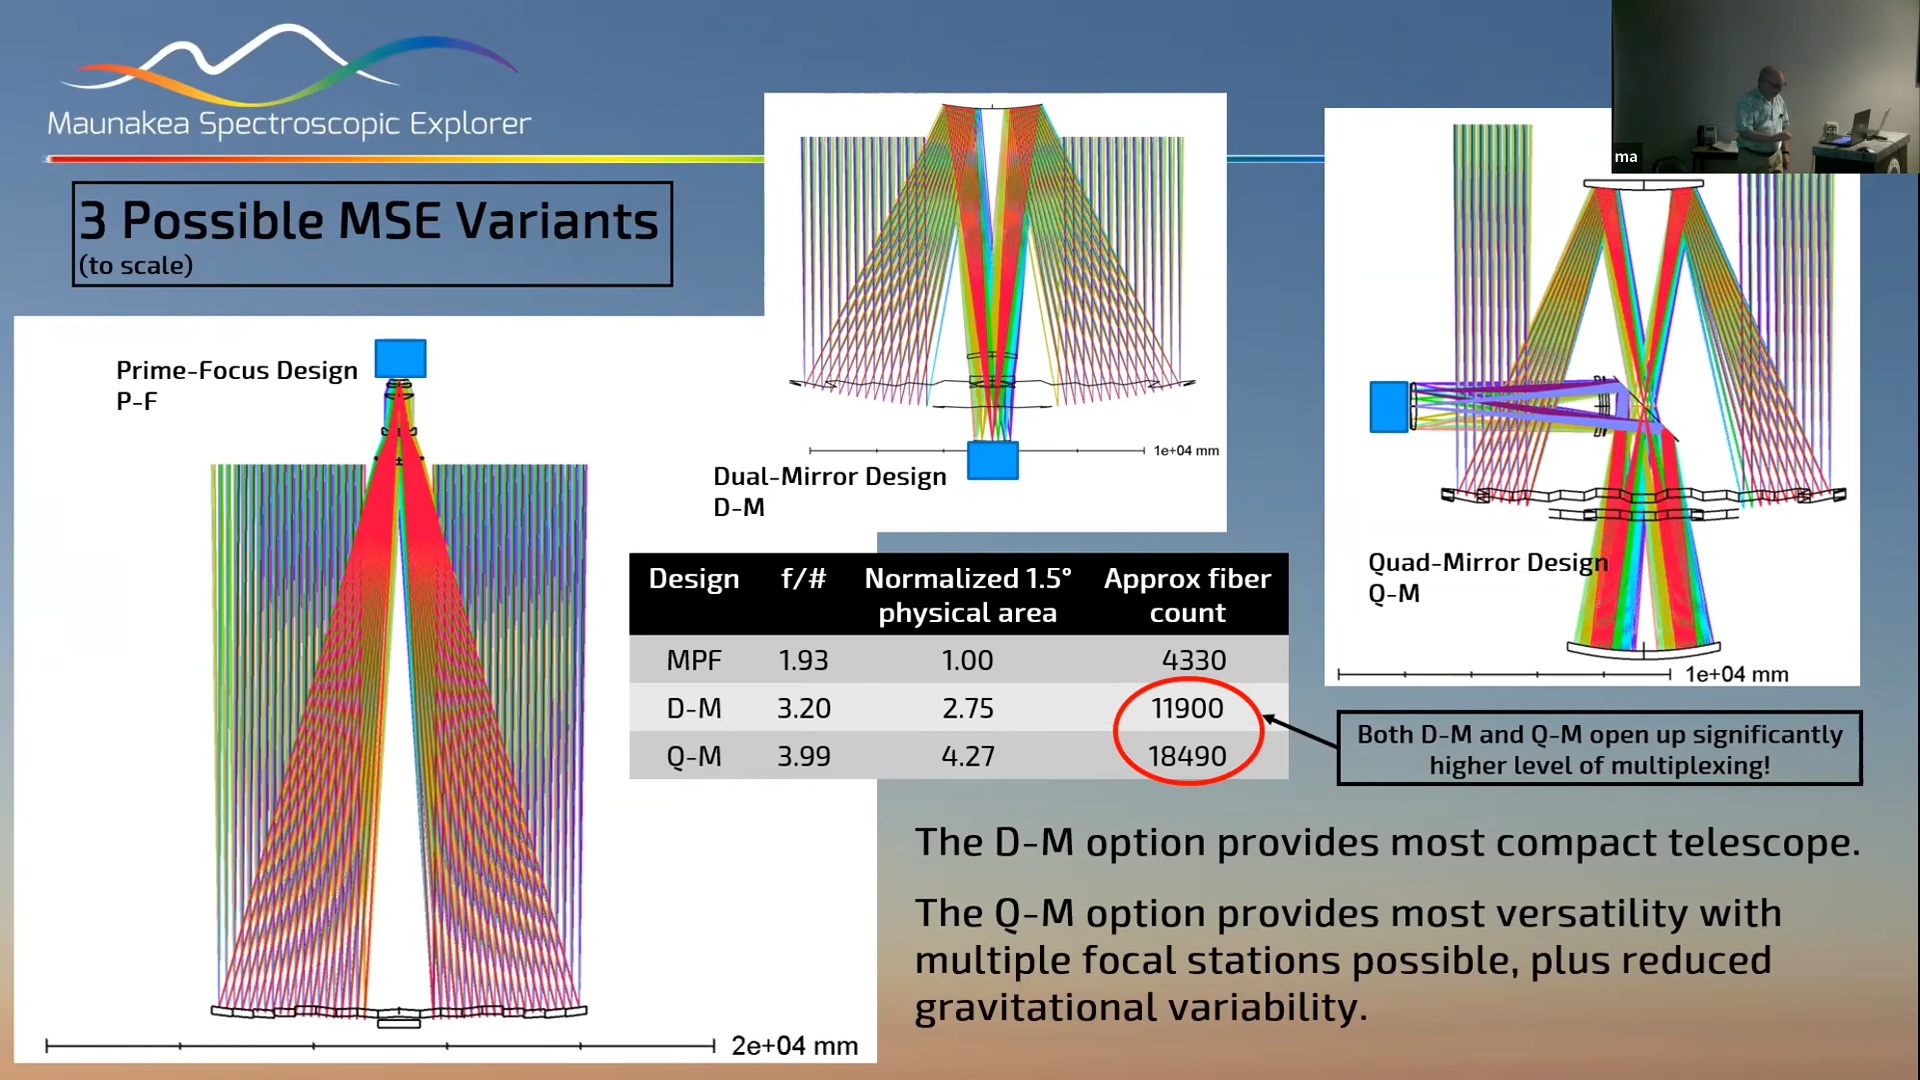 Maunakea Spectroscopic Explorer
3 Possible MSE Variants
(to scale)
ma
Prime-Focus Design
P-F
2e+04 mm
1e+04 mm
Dual-Mirror Design
D-M
Quad-Mirror Design
Q-M
1e+04 mm
Design f/# Normalized 1.5° physical area Approx fiber count
MPF 1.93 1.00 4330
D-M 3.20 2.75 11900
Q-M 3.99 4.27 18490
Both D-M and Q-M open up significantly
higher level of multiplexing!
The D-M option provides most compact telescope.
The Q-M option provides most versatility with
multiple focal stations possible, plus reduced
gravitational variability.